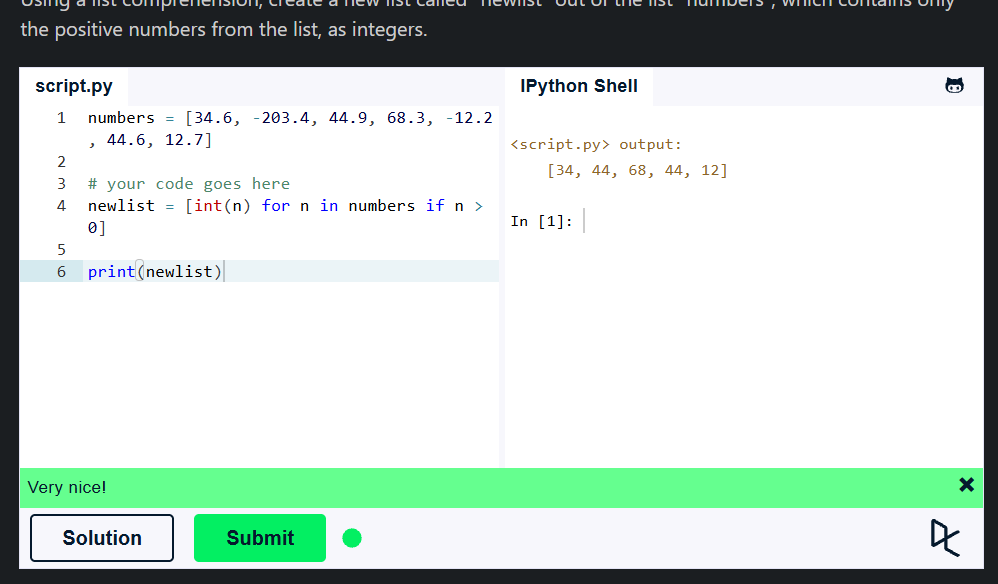 Using a list comprehension, create a new list called "newlist" out of the list "numbers", which contains only
the positive numbers from the list, as integers.
script.py
IPython Shell
1 numbers = [34.6, -203.4, 44.9, 68.3, -12.2
, 44.6, 12.7]
2
3 # your code goes here
4 newlist = [int(n) for n in numbers if n >
0]
5
6 print(newlist)
<script.py> output:
[34, 44, 68, 44, 12]
In [1]:
Very nice!
Solution
Submit